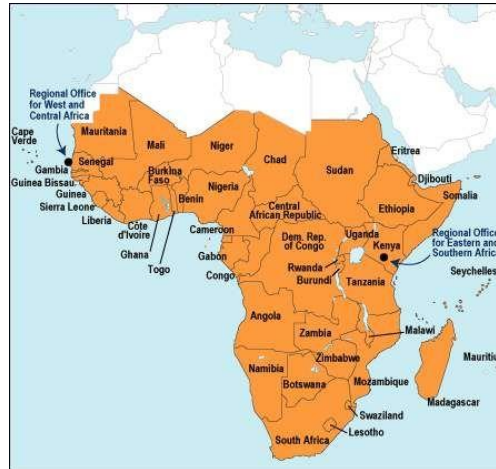 Regional Office
for West and
Central Africa
Cape
Verde
Mauritania
Mali
Niger
Chad
Sudan
Eritrea
Gambia
Senegal
Burkina
Faso
Djibouti
Guinea Bissau
Guinea
Benin
Nigeria
Somalia
Sierra Leone
Ethiopia
Liberia
Côte
d'Ivoire
Central
African Republic
Cameroon
Ghana
Togo
Gabon
Congo
Dem. Rep.
of Congo
Uganda
Kenya
Regional Office
for Eastern and
Southern Africa
Rwanda
Burundi
Tanzania
Seychelles
Angola
Zambia
Malawi
Zimbabwe
Namibia
Botswana
Mozambique
Mauritiu
Madagascar
Swaziland
Lesotho
South Africa